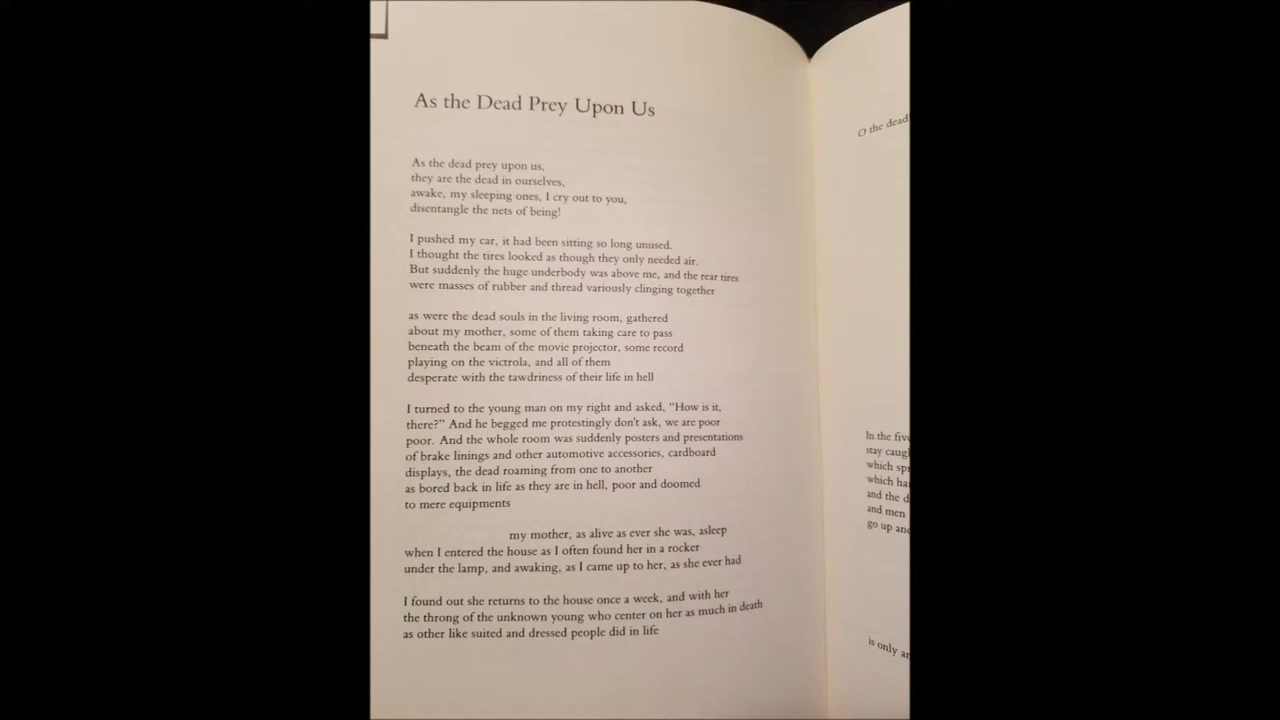 As the Dead Prey Upon Us
As the dead prey upon us,
they are the dead in ourselves,
awake, my sleeping ones, I cry out to you,
disentangle the nets of being!
I pushed my car, it had been sitting so long unused.
I thought the tires looked as though they only needed air.
But suddenly the huge underbody was above me, and the rear tires
were masses of rubber and thread variously clinging together
as were the dead souls in the living room, gathered
about my mother, some of them taking care to pass
beneath the beam of the movie projector, some record
playing on the victrola, and all of them
desperate with the tawdriness of their life in hell
I turned to the young man on my right and asked, “How is it,
there?” And he begged me protestingly don't ask, we are poor
poor. And the whole room was suddenly posters and presentations
of brake linings and other automotive accessories, cardboard
displays, the dead roaming from one to another
as bored back in life as they are in hell, poor and doomed
to mere equipments
my mother, as alive as ever she was, asleep
when I entered the house as I often found her in a rocker
under the lamp, and awaking, as I came up to her, as she ever had
I found out she returns to the house once a week, and with her
the throng of the unknown young who center on her as much in death
as other like suited and dressed people did in life
O the dead
In the
stay
which
which
and the
and men
go up
is only